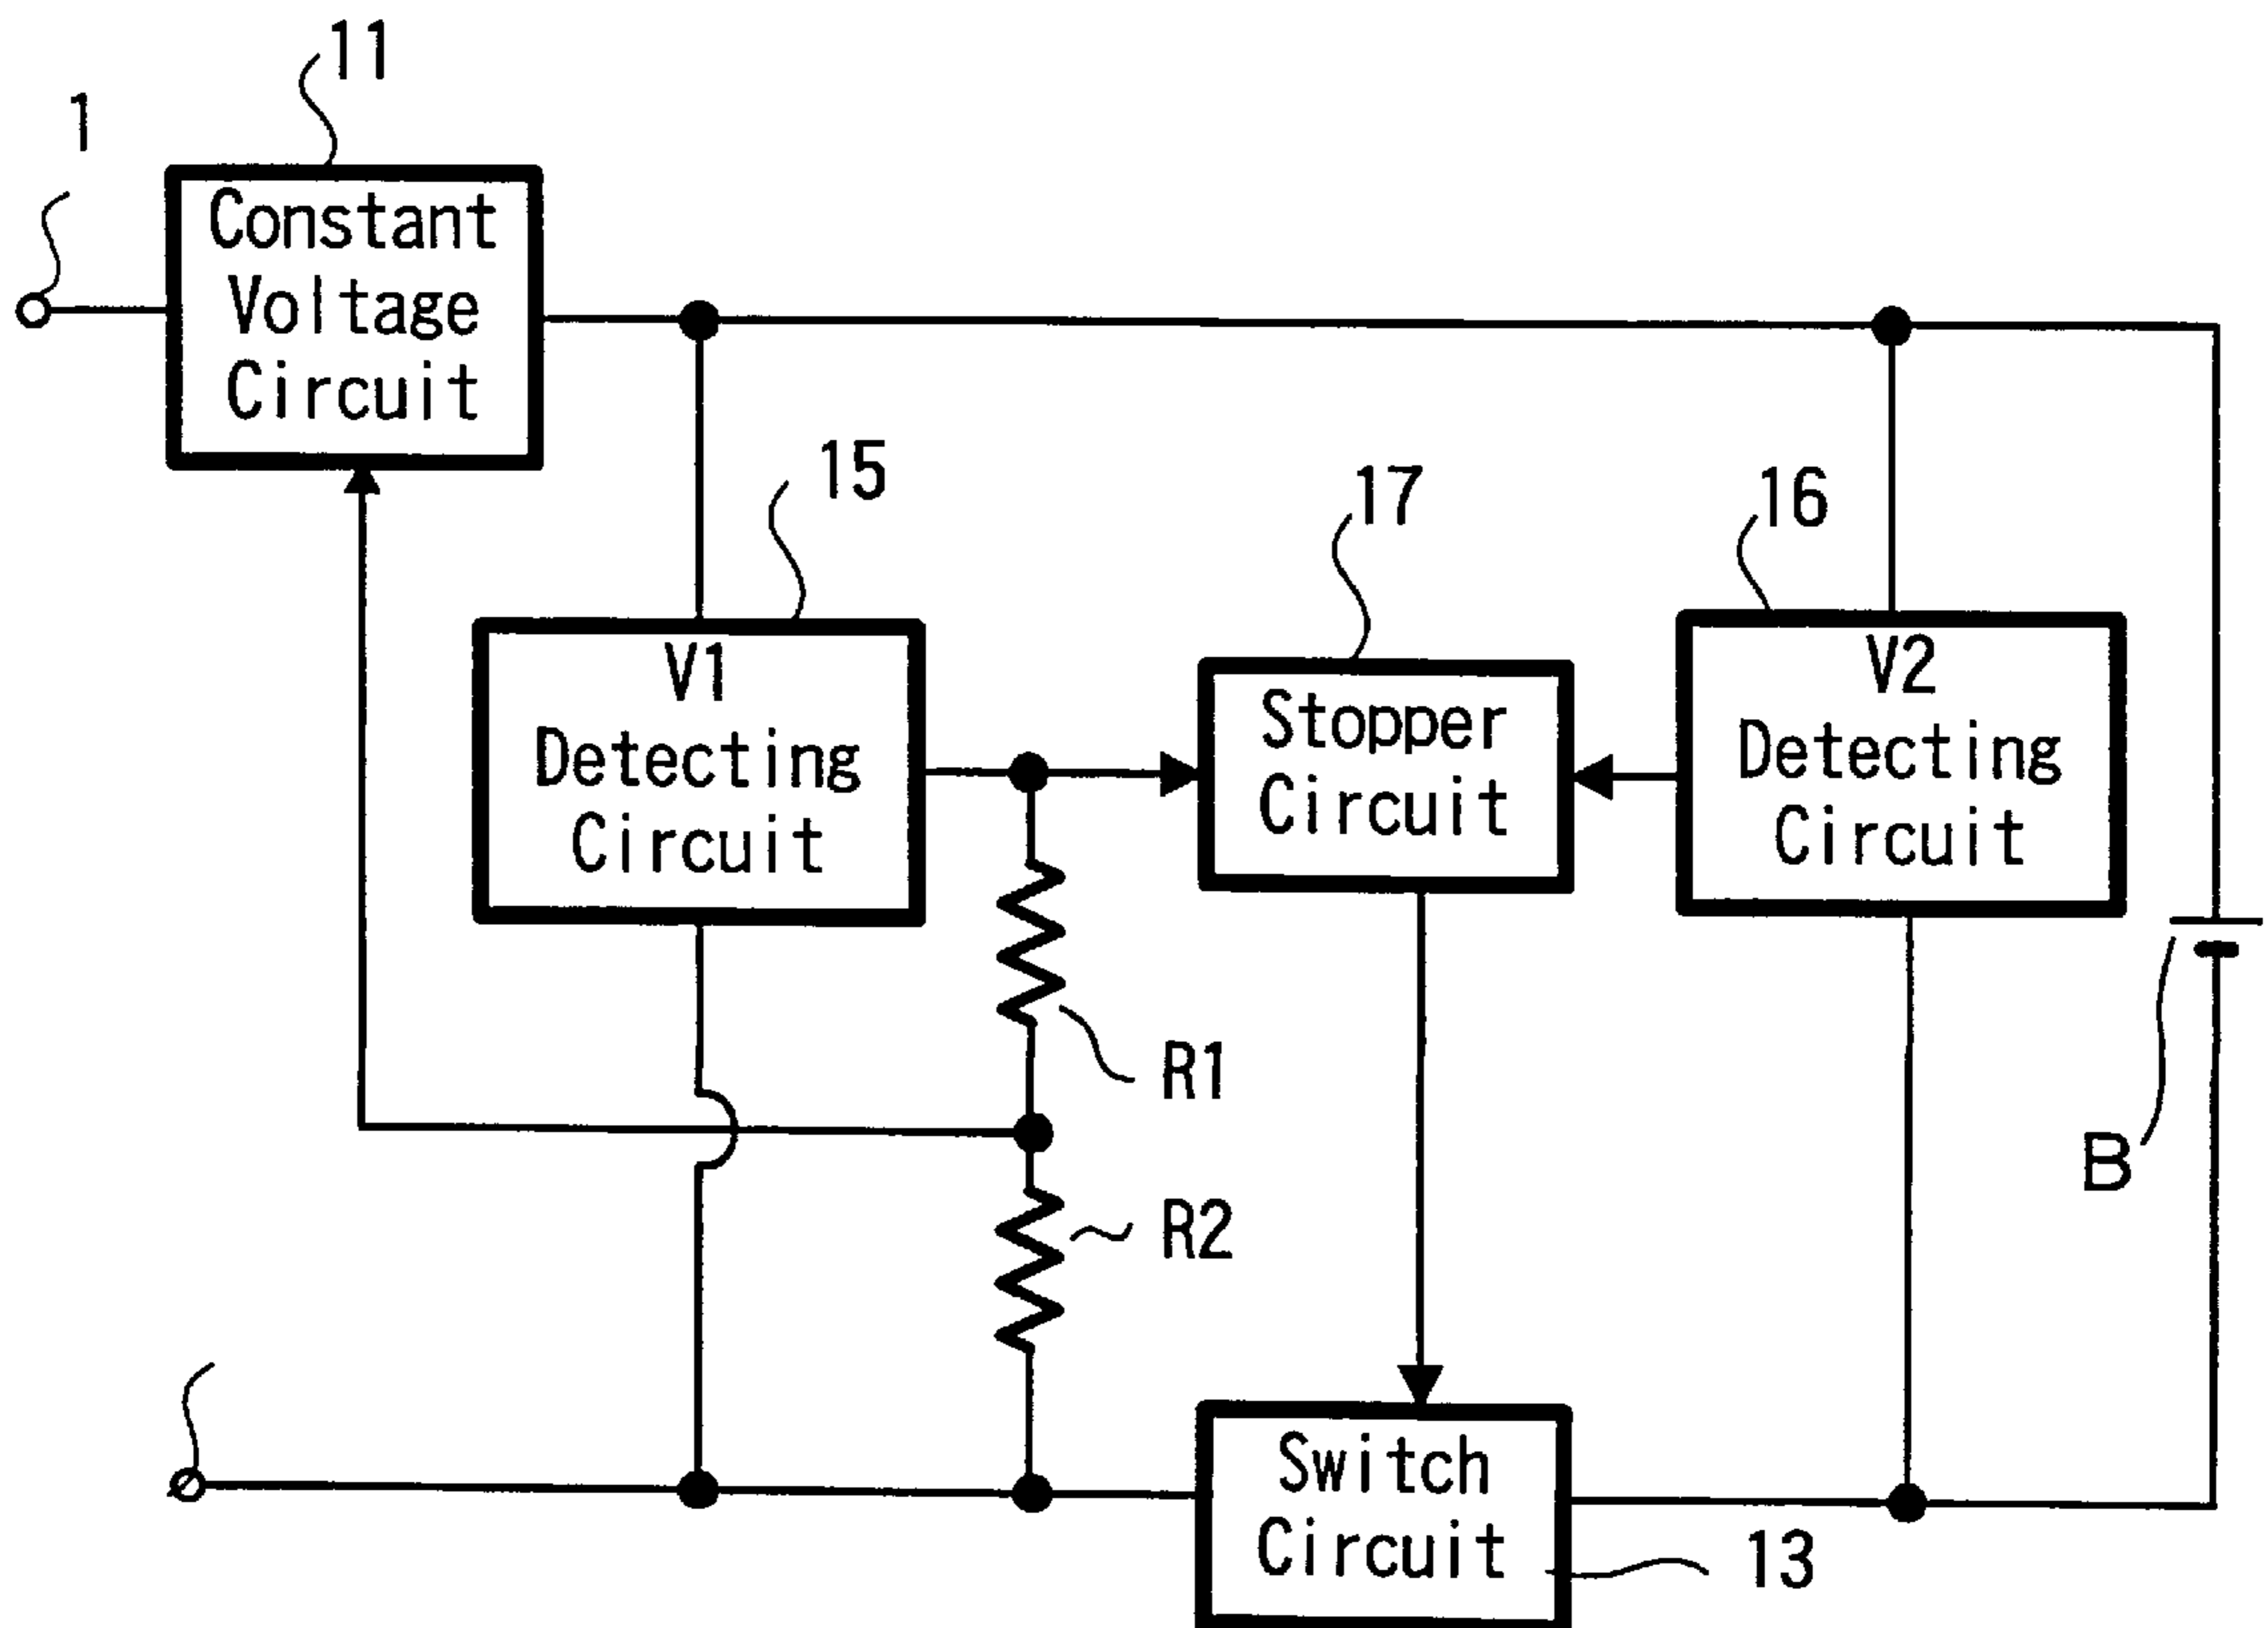 11
1
Constant
Voltage
Circuit
15
17
16
V1
Detecting
Circuit
Stopper
Circuit
V2
Detecting
Circuit
R1
B
R2
Switch
Circuit
13